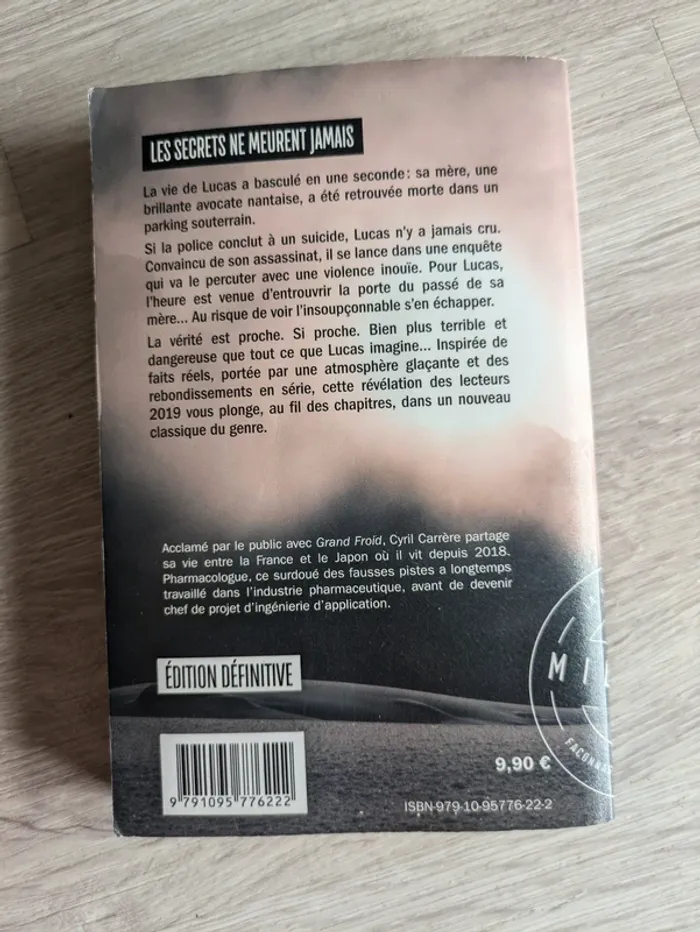 LES SECRETS NE MEURENT JAMAIS
La vie de Lucas a basculé en une seconde : sa mère, une
brillante avocate nantaise, a été retrouvée morte dans un
parking souterrain.
Si la police conclut à un suicide, Lucas n'y a jamais cru.
Convaincu de son assassinat, il se lance dans une enquête
qui va le percuter avec une violence inouïe. Pour Lucas,
l'heure est venue d'entrouvrir la porte du passé de sa
mère... Au risque de voir l'insoupçonnable s'en échapper.
La vérité est proche. Si proche. Bien plus terrible et
dangereuse que tout ce que Lucas imagine... Inspirée de
faits réels, portée par une atmosphère glaçante et des
rebondissements en série, cette révélation des lecteurs
2019 vous plonge, au fil des chapitres, dans un nouveau
classique du genre.
Acclamé par le public avec Grand Froid, Cyril Carrère partage
sa vie entre la France et le Japon où il vit depuis 2018.
Pharmacologue, ce surdoué des fausses pistes a longtemps
travaillé dans l'industrie pharmaceutique, avant de devenir
chef de projet d'ingénierie d'application.
ÉDITION DÉFINITIVE
9 791095 776222
9,90 €
ISBN-979-10-95776-22-2